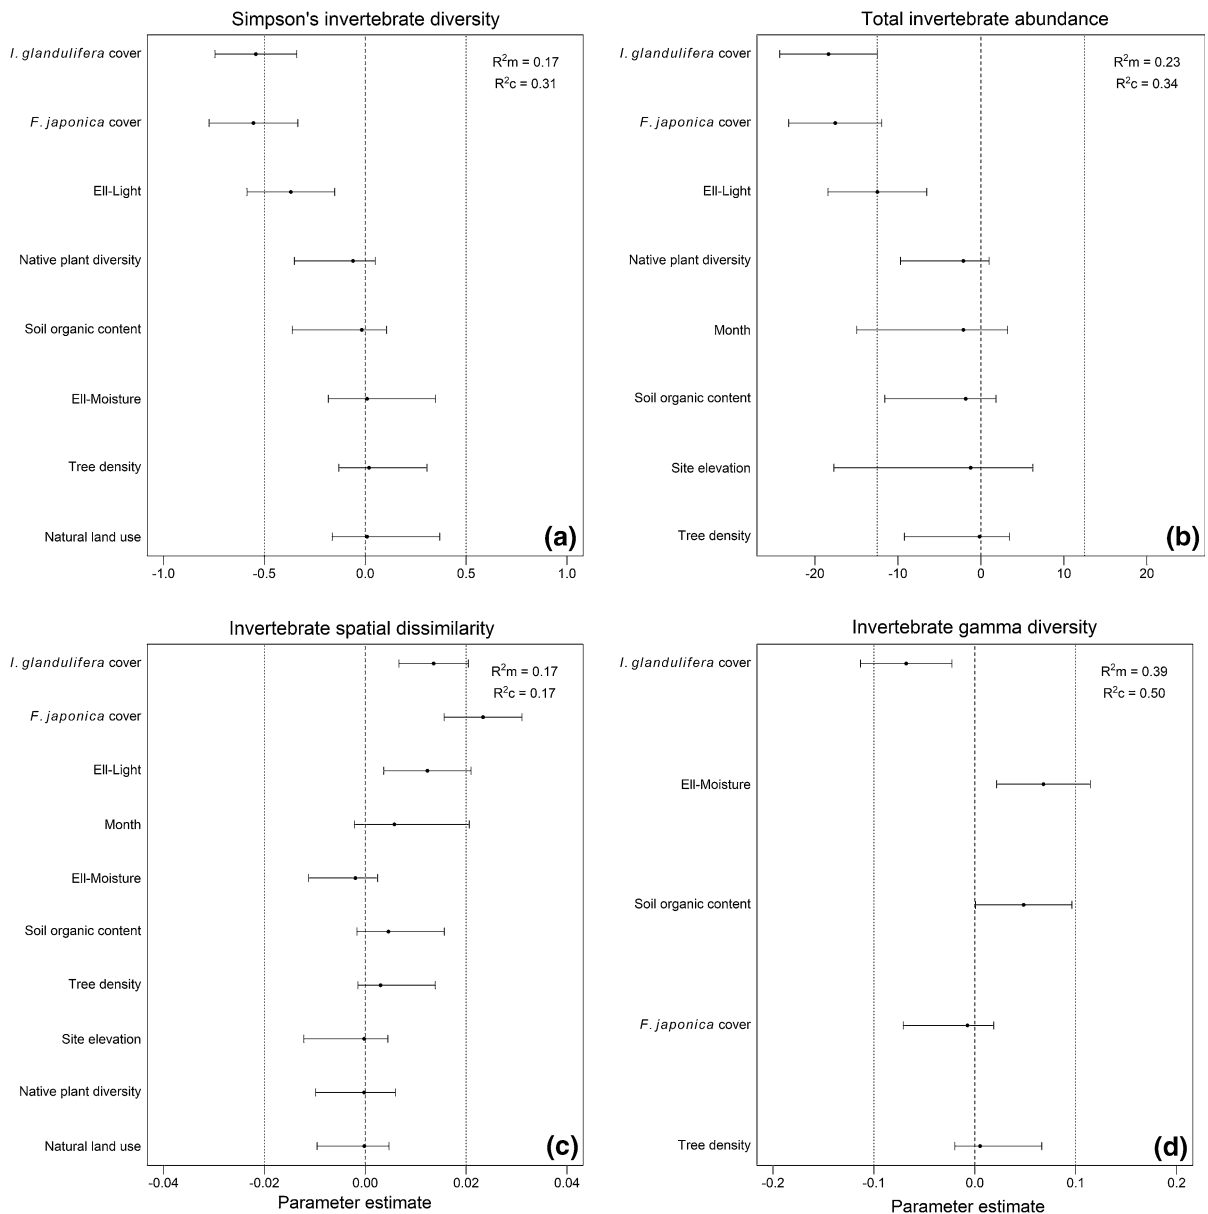 Simpson's invertebrate diversity
I. glandulifera cover
R²m = 0.17
R²c = 0.31
F. japonica cover
Ell-Light
Native plant diversity
Soil organic content
Ell-Moisture
Tree density
Natural land use
(a)
-1.0 -0.5 0.0 0.5 1.0
Total invertebrate abundance
I. glandulifera cover
R²m = 0.23
R²c = 0.34
F. japonica cover
Ell-Light
Native plant diversity
Month
Soil organic content
Site elevation
Tree density
(b)
-20 -10 0 10 20
Invertebrate spatial dissimilarity
I. glandulifera cover
R²m = 0.17
R²c = 0.17
F. japonica cover
Ell-Light
Month
Ell-Moisture
Soil organic content
Tree density
Site elevation
Native plant diversity
Natural land use
(c)
-0.04 -0.02 0.00 0.02 0.04
Parameter estimate
Invertebrate gamma diversity
I. glandulifera cover
R²m = 0.39
R²c = 0.50
Ell-Moisture
Soil organic content
F. japonica cover
Tree density
(d)
-0.2 -0.1 0.0 0.1 0.2
Parameter estimate